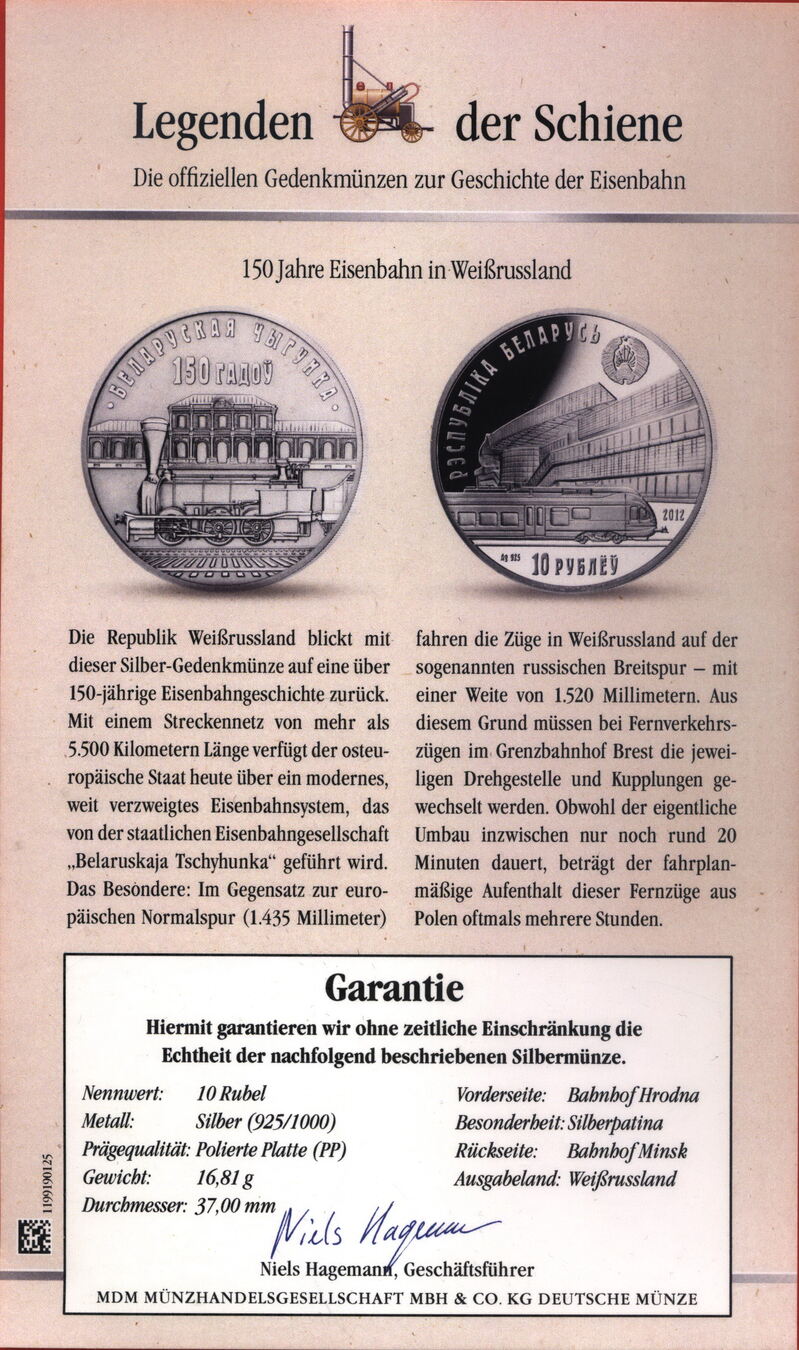 Legenden der Schiene
Die offiziellen Gedenkmünzen zur Geschichte der Eisenbahn
150 Jahre Eisenbahn in Weißrussland
· БЕЛАРУСКАЯ ЧЫГУНКА ·
150 ГАДОЎ
РЭСПУБЛІКА БЕЛАРУСЬ
2012
Ag 925
10 РУБЛЁЎ
Die Republik Weißrussland blickt mit
dieser Silber-Gedenkmünze auf eine über
150-jährige Eisenbahngeschichte zurück.
Mit einem Streckennetz von mehr als
5.500 Kilometern Länge verfügt der osteu-
ropäische Staat heute über ein modernes,
weit verzweigtes Eisenbahnsystem, das
von der staatlichen Eisenbahngesellschaft
„Belaruskaja Tschyhunka“ geführt wird.
Das Besondere: Im Gegensatz zur euro-
päischen Normalspur (1.435 Millimeter)
fahren die Züge in Weißrussland auf der
sogenannten russischen Breitspur – mit
einer Weite von 1.520 Millimetern. Aus
diesem Grund müssen bei Fernverkehrs-
zügen im Grenzbahnhof Brest die jewei-
ligen Drehgestelle und Kupplungen ge-
wechselt werden. Obwohl der eigentliche
Umbau inzwischen nur noch rund 20
Minuten dauert, beträgt der fahrplan-
mäßige Aufenthalt dieser Fernzüge aus
Polen oftmals mehrere Stunden.
Garantie
Hiermit garantieren wir ohne zeitliche Einschränkung die
Echtheit der nachfolgend beschriebenen Silbermünze.
Nennwert: 10 Rubel
Metall: Silber (925/1000)
Prägequalität: Polierte Platte (PP)
Gewicht: 16,81 g
Durchmesser: 37,00 mm
Vorderseite: Bahnhof Hrodna
Besonderheit: Silberpatina
Rückseite: Bahnhof Minsk
Ausgabeland: Weißrussland
Niels Hagemann
Niels Hagemann, Geschäftsführer
MDM MÜNZHANDELSGESELLSCHAFT MBH & CO. KG DEUTSCHE MÜNZE
1199190125